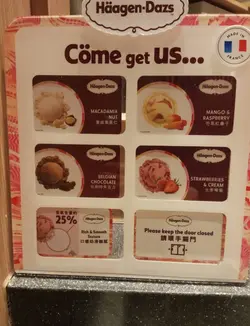 Häagen-Dazs
Cöme get us...
MADE IN
FRANCE
Häagen-Dazs
MACADAMIA
NUT
Häagen-Dazs
MANGO &
RASPBERRY
Häagen-Dazs
BELGIAN
CHOCOLATE
Häagen-Dazs
STRAWBERRIES
& CREAM
25%
Häagen-Dazs
Rich & Smooth
Texture
Häagen-Dazs
Please keep the door closed
請隨手關門